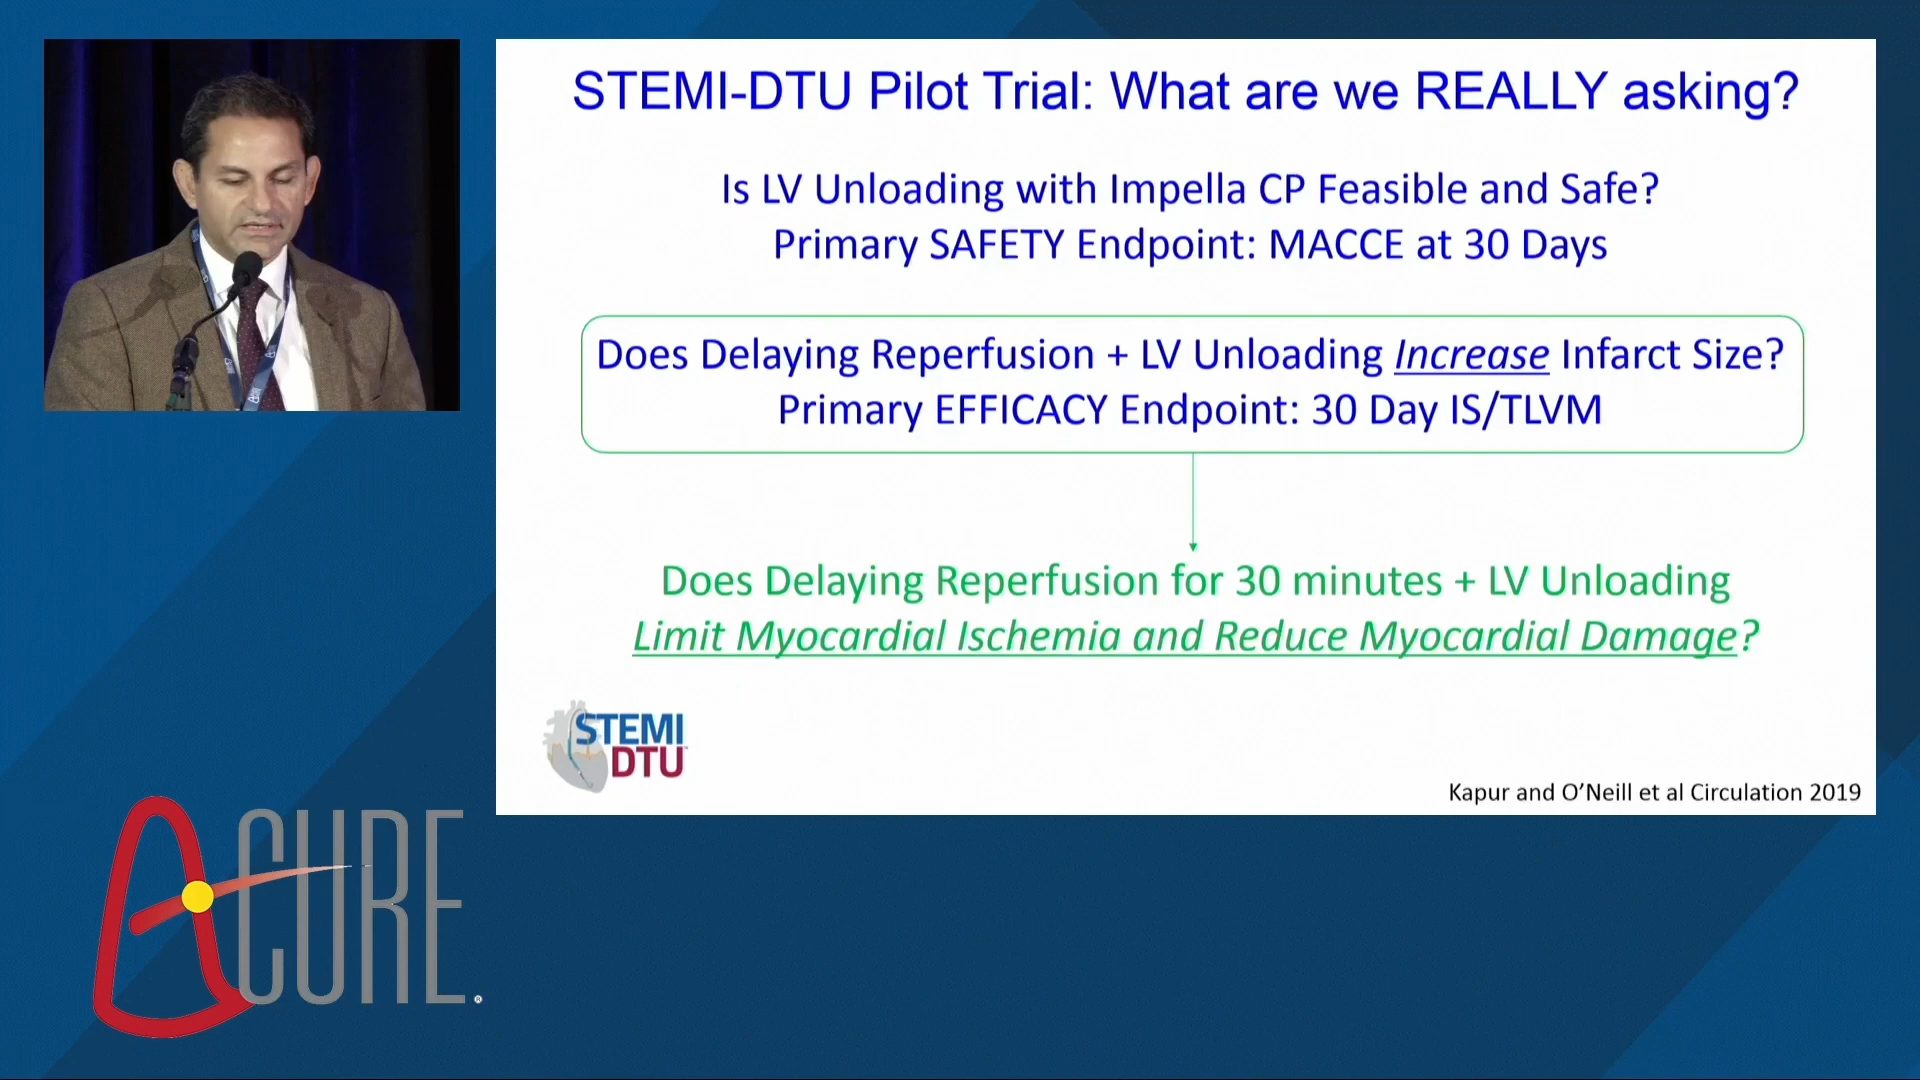 STEMI-DTU Pilot Trial: What are we REALLY asking?
Is LV Unloading with Impella CP Feasible and Safe?
Primary SAFETY Endpoint: MACCE at 30 Days
Does Delaying Reperfusion + LV Unloading Increase Infarct Size?
Primary EFFICACY Endpoint: 30 Day IS/TLVM
Does Delaying Reperfusion for 30 minutes + LV Unloading
Limit Myocardial Ischemia and Reduce Myocardial Damage?
STEMI
DTU
Kapur and O’Neill et al Circulation 2019
A-CURE.®